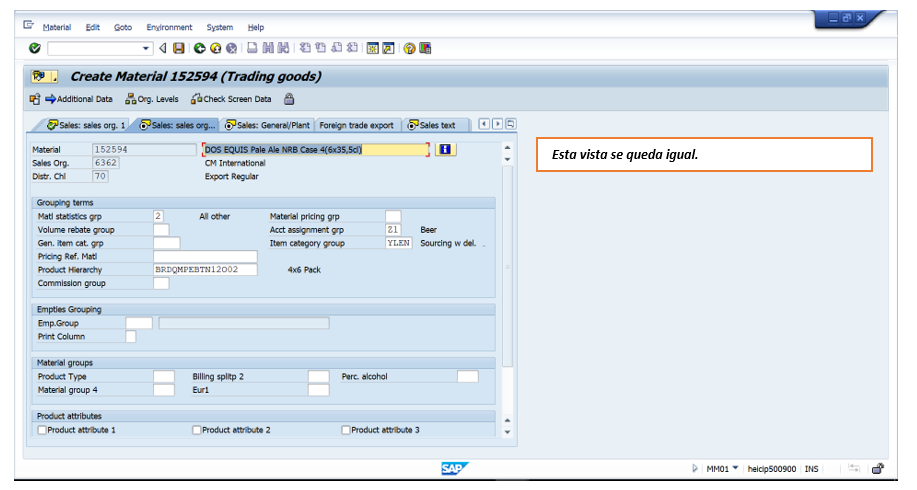 Material Edit Goto Environment System Help
Create Material 152594 (Trading goods)
Additional Data Org. Levels Check Screen Data
Sales: sales org. 1 Sales: sales org... Sales: General/Plant Foreign trade export Sales text
Material 152594 DOS EQUIS Pale Ale NRB Case 4(6x35,5cl)
Esta vista se queda igual.
Sales Org. 6362 CM International
Distr. Chl 70 Export Regular
Grouping terms
Matl statistics grp 2 All other Material pricing grp
Volume rebate group Acct assignment grp Z1 Beer
Gen. item cat. grp Item category group YLEN Sourcing w del. .
Pricing Ref. Matl
Product Hierarchy BRDQMPEBTN12O02 4x6 Pack
Commission group
Empties Grouping
Emp.Group
Print Column
Material groups
Product Type Billing splitp 2 Perc. alcohol
Material group 4 Eur1
Product attributes
Product attribute 1 Product attribute 2 Product attribute 3
SAP MM01 heicip500900 INS